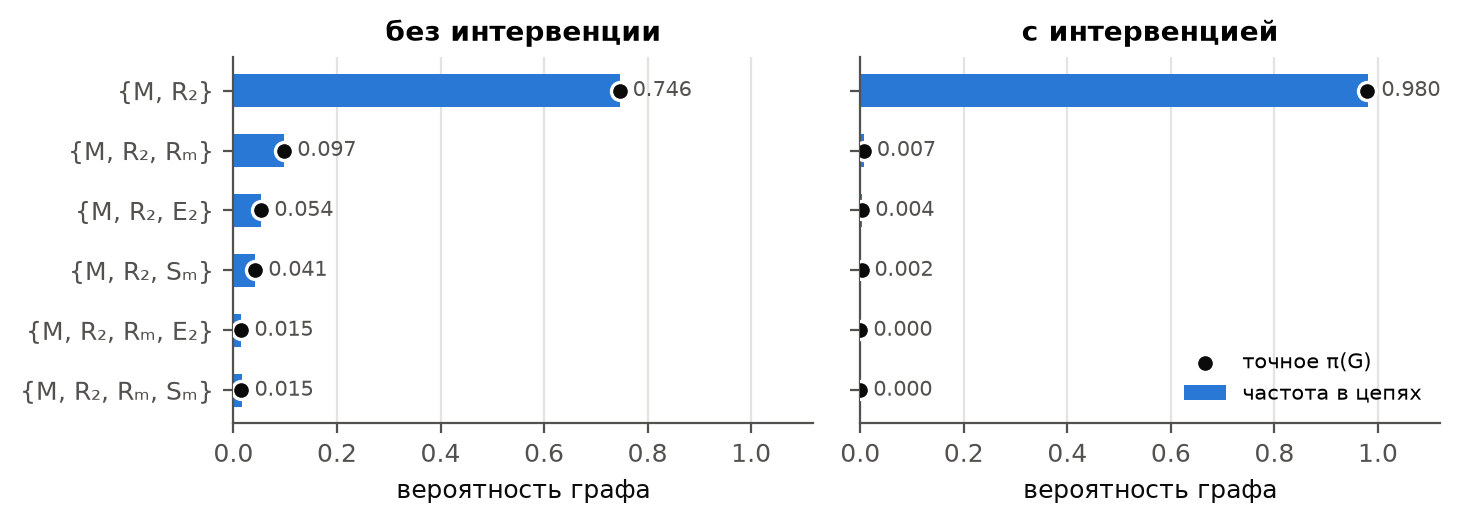 без интервенции
{M, R₂}
0.746
{M, R₂, Rₘ}
0.097
{M, R₂, E₂}
0.054
{M, R₂, Sₘ}
0.041
{M, R₂, Rₘ, E₂}
0.015
{M, R₂, Rₘ, Sₘ}
0.015
0.0 0.2 0.4 0.6 0.8 1.0
вероятность графа
с интервенцией
0.980
0.007
0.004
0.002
0.000
0.000
точное π(G)
частота в цепях
0.0 0.2 0.4 0.6 0.8 1.0
вероятность графа